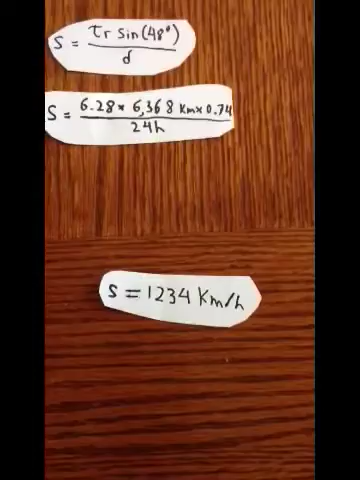 S = τr sin(48°)
d
S = 6.28 × 6,368 Km × 0.74
24h
S = 1234 Km/h